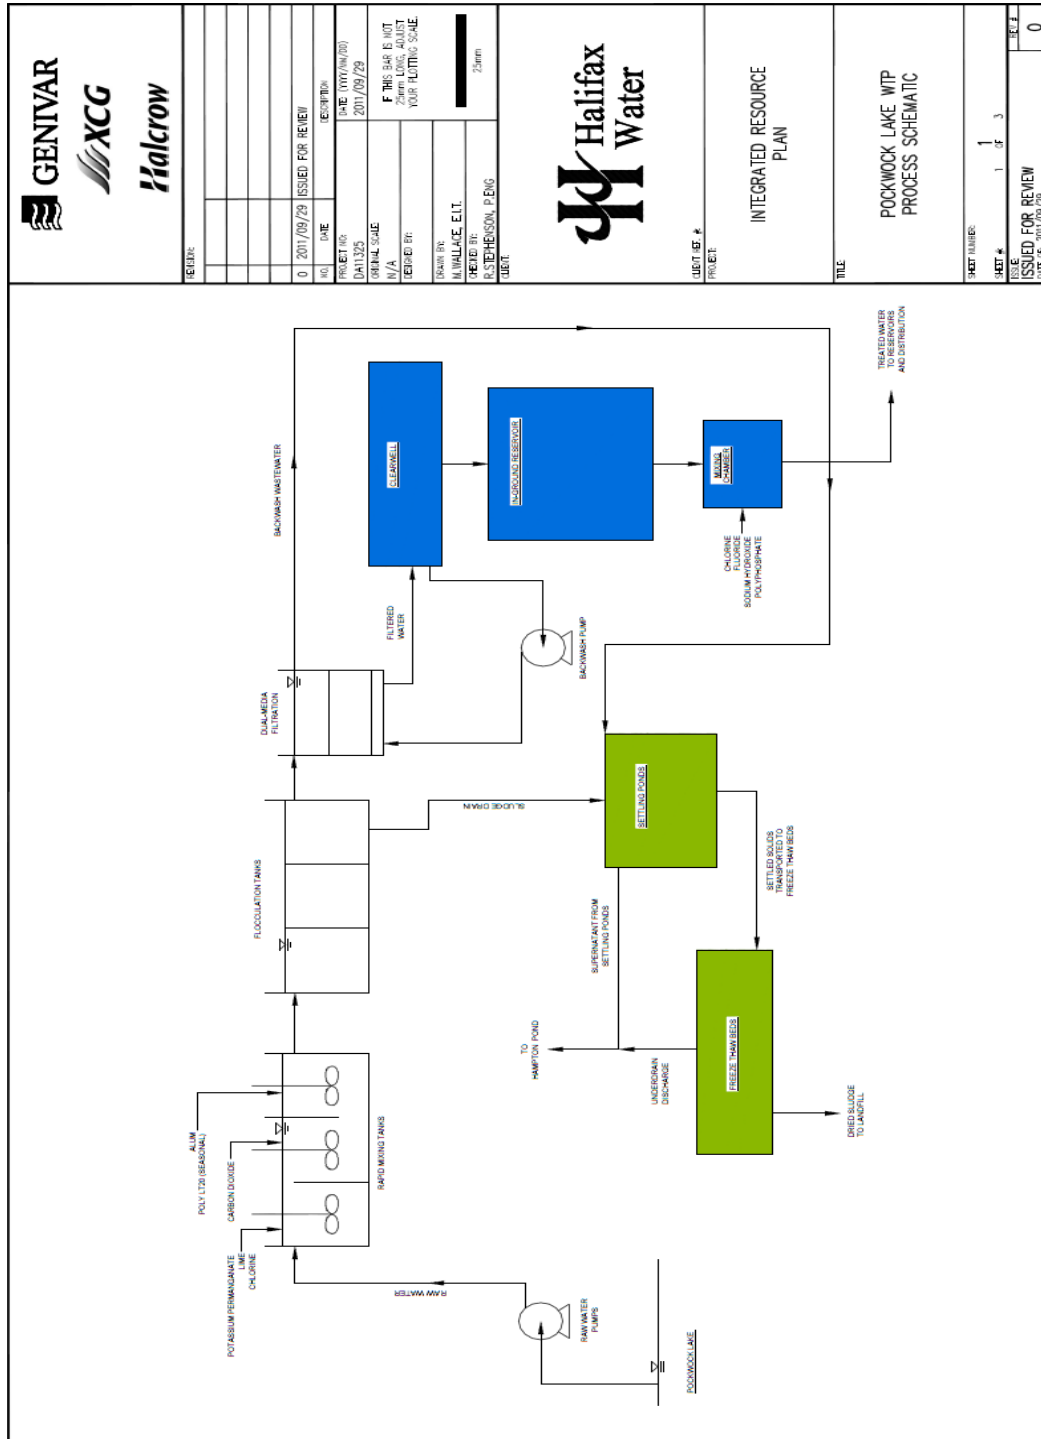 GENIVAR
XCG
Halcrow
REVISION:
0 2011/09/29 ISSUED FOR REVIEW
NO. DATE DESCRIPTION
PROJECT NO:
DA11325
DATE (YYYY/MM/DD)
2011/09/29
ORIGINAL SCALE:
N/A
DESIGNED BY:
IF THIS BAR IS NOT
25mm LONG, ADJUST
YOUR PLOTTING SCALE.
25mm
DRAWN BY:
M.WALLACE, E.I.T.
CHECKED BY:
R.STEPHENSON, P.ENG
CLIENT:
Halifax
Water
CLIENT REF. #:
PROJECT:
INTEGRATED RESOURCE
PLAN
TITLE:
POCKWOCK LAKE WTP
PROCESS SCHEMATIC
SHEET NUMBER:
1
SHEET #: 1 OF 3
ISSUE:
ISSUED FOR REVIEW
REV #
0
POTASSIUM PERMANGANATE
LIME
CHLORINE
CARBON DIOXIDE
ALUM
POLY LT20 (SEASONAL)
RAPID MIXING TANKS
FLOCCULATION TANKS
DUAL-MEDIA
FILTRATION
BACKWASH WASTEWATER
RAW WATER
RAW WATER
PUMPS
POCKWOCK LAKE
SLUDGE DRAIN
FILTERED
WATER
BACKWASH PUMP
CLEARWELL
IN-GROUND RESERVOIR
MIXING
CHAMBER
CHLORINE
FLUORIDE
SODIUM HYDROXIDE
POLYPHOSPHATE
TREATED WATER
TO RESERVOIRS
AND DISTRIBUTION
SETTLING PONDS
SUPERNATANT FROM
SETTLING PONDS
SETTLED SOLIDS
TRANSPORTED TO
FREEZE THAW BEDS
TO
HAMPTON POND
UNDERDRAIN
DISCHARGE
FREEZE THAW BEDS
DRIED SLUDGE
TO LANDFILL